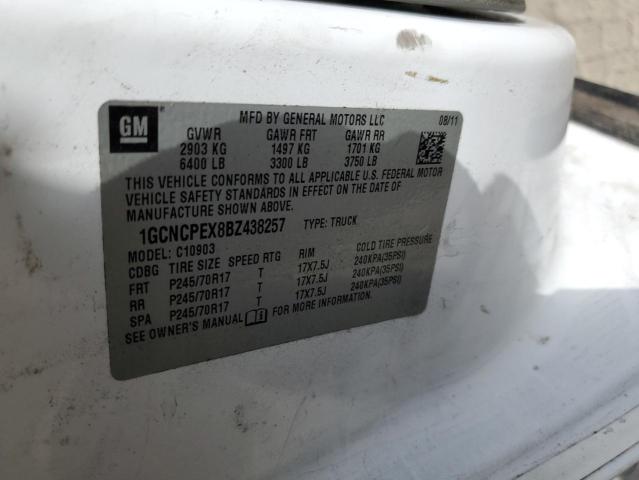 GM
MFD BY GENERAL MOTORS LLC 08/11
GVWR GAWR FRT GAWR RR
2903 KG 1497 KG 1701 KG
6400 LB 3300 LB 3750 LB
THIS VEHICLE CONFORMS TO ALL APPLICABLE U.S. FEDERAL MOTOR
VEHICLE SAFETY STANDARDS IN EFFECT ON THE DATE OF
MANUFACTURE SHOWN ABOVE.
1GCNCPEX8BZ438257 TYPE: TRUCK
MODEL: C10903
CDBG TIRE SIZE SPEED RTG RIM COLD TIRE PRESSURE
FRT P245/70R17 T 17X7.5J 240KPA(35PSI)
RR P245/70R17 T 17X7.5J 240KPA(35PSI)
SPA P245/70R17 T 17X7.5J 240KPA(35PSI)
SEE OWNER'S MANUAL FOR MORE INFORMATION.